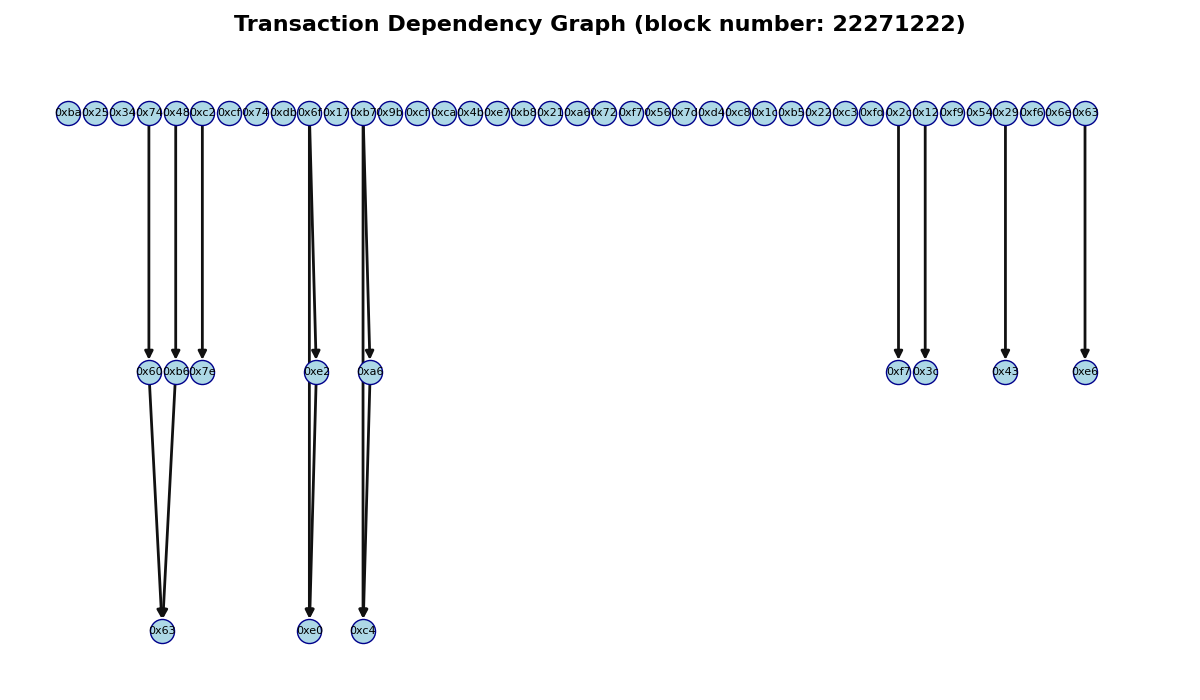 Transaction Dependency Graph (block number: 22271222)
0xba 0x25 0x34 0x74 0x48 0xc2 0xcf 0x74 0xdb 0x6f 0x17 0xb7 0x9b 0xcf 0xca 0x4b 0xe7 0xb8 0x21 0xa6 0x72 0xf7 0x56 0x7d 0xd4 0xc8 0x1c 0xb5 0x22 0xc3 0xfd 0x2c 0x12 0xf9 0x54 0x29 0xf6 0x6e 0x63
0x60 0xb6 0x7e 0xe2 0xa6 0xf7 0x3c 0x43 0xe6
0x63 0xe0 0xc4